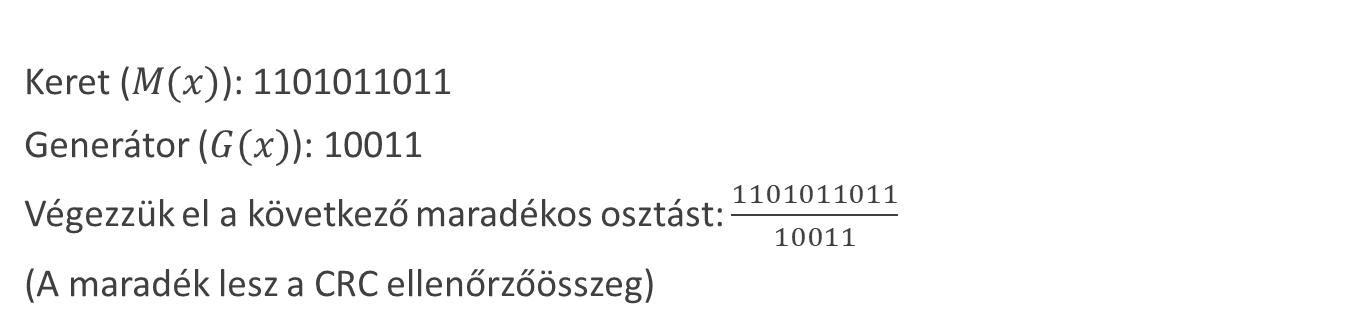 Keret (𝑀(𝑥)): 1101011011
Generátor (𝐺(𝑥)): 10011
Végezzük el a következő maradékos osztást: 1101011011/10011
(A maradék lesz a CRC ellenőrzőösszeg)